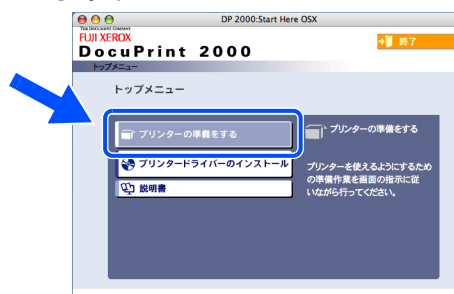 DP 2000:Start Here OSX
THE DOCUMENT COMPANY
FUJI XEROX
DocuPrint 2000
終了
トップメニュー
トップメニュー
プリンターの準備をする
プリンタードライバーのインストール
説明書
プリンターの準備をする
プリンターを使えるようにするため
の準備作業を画面の指示に従
いながら行ってください。